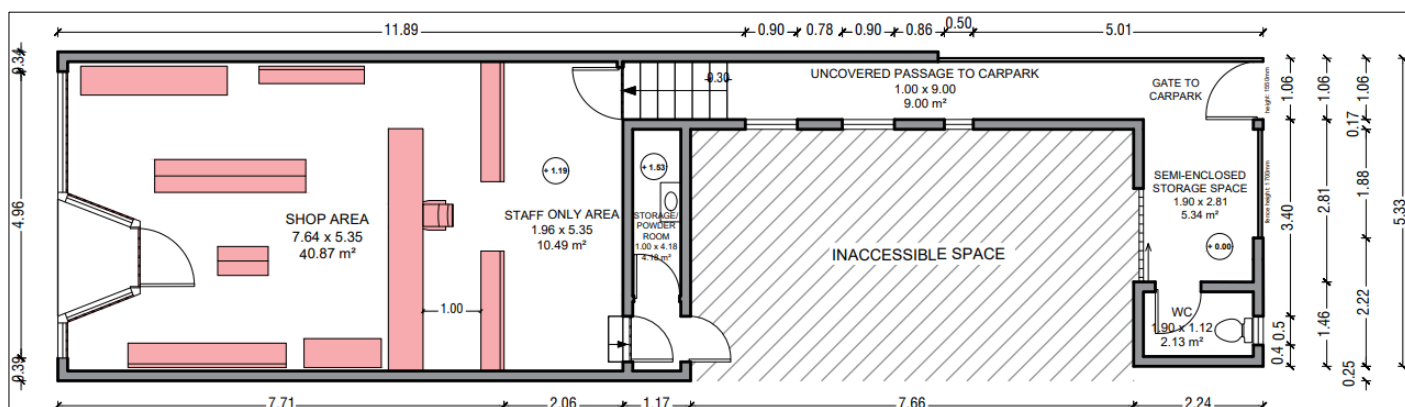 11.89
0.90
0.78
0.90
0.86
0.50
5.01
0.34
4.96
0.39
SHOP AREA
7.64 x 5.35
40.87 m²
1.00
STAFF ONLY AREA
1.96 x 5.35
10.49 m²
+ 1.19
+ 1.53
STORAGE/
POWDER
ROOM
1.00 x 4.18
4.18 m²
-9.30
UNCOVERED PASSAGE TO CARPARK
1.00 x 9.00
9.00 m²
INACCESSIBLE SPACE
GATE TO
CARPARK
height: 1550mm
SEMI-ENCLOSED
STORAGE SPACE
1.90 x 2.81
5.34 m²
+ 0.00
fence height: 1700mm
WC
1.90 x 1.12
2.13 m²
1.06
3.40
0.5
0.4
1.06
2.81
1.46
1.06
0.17
1.88
2.22
0.25
5.33
7.71
2.06
1.17
7.66
2.24